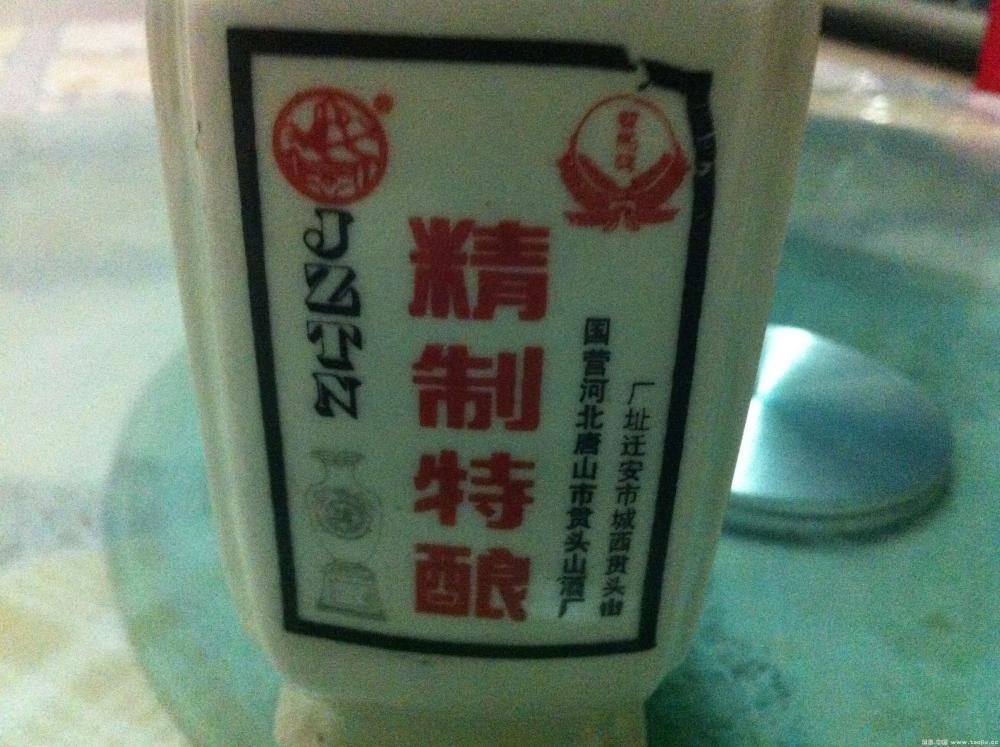 JZTN
精制特酿
国营河北唐山市贯头山酒厂
厂址迁安市城西贯头山